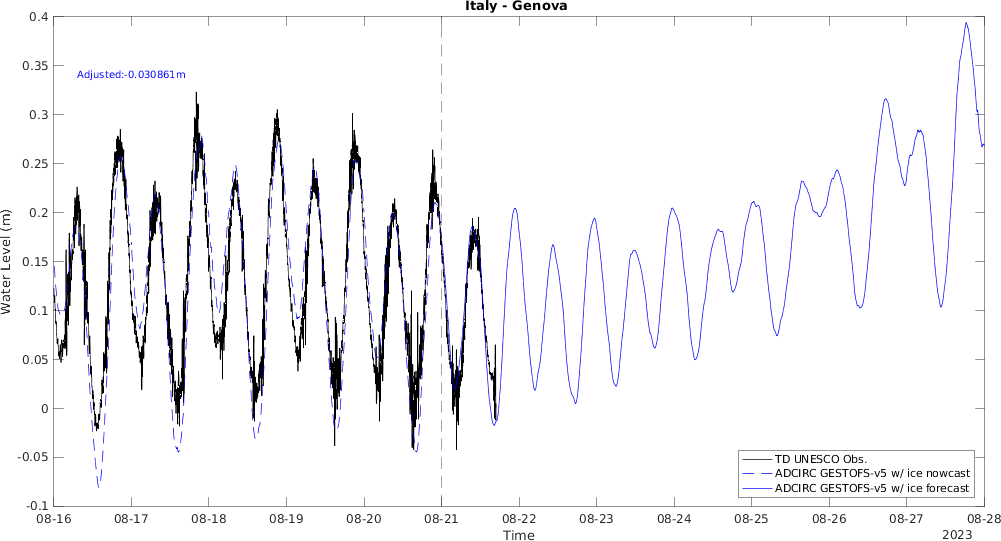 Italy - Genova
Adjusted:-0.030861m
Water Level (m)
0.4
0.35
0.3
0.25
0.2
0.15
0.1
0.05
0
-0.05
-0.1
TD UNESCO Obs.
ADCIRC GESTOFS-v5 w/ ice nowcast
ADCIRC GESTOFS-v5 w/ ice forecast
08-16 08-17 08-18 08-19 08-20 08-21 08-22 08-23 08-24 08-25 08-26 08-27 08-28
Time
2023